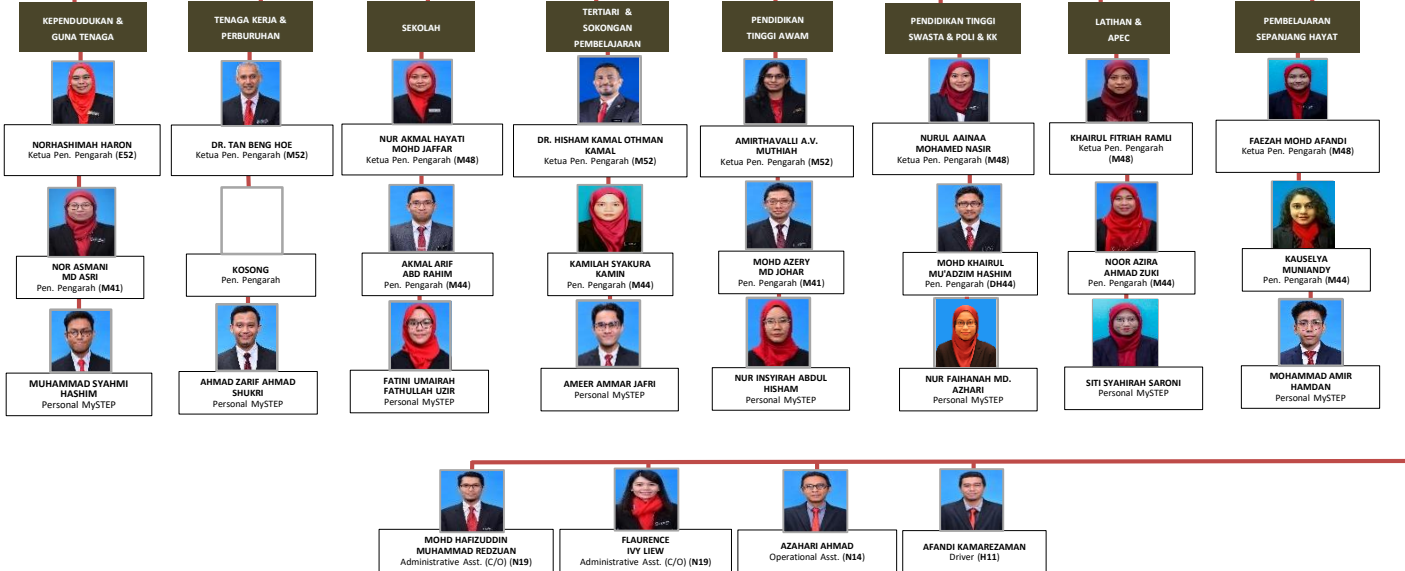 KEPENDUDUKAN &
GUNA TENAGA
TENAGA KERJA &
PERBURUHAN
SEKOLAH
TERTIARI &
SOKONGAN
PEMBELAJARAN
PENDIDIKAN
TINGGI AWAM
PENDIDIKAN TINGGI
SWASTA & POLI & KK
LATIHAN &
APEC
PEMBELAJARAN
SEPANJANG HAYAT
NORHASHIMAH HARON
Ketua Pen. Pengarah (E52)
DR. TAN BENG HOE
Ketua Pen. Pengarah (M52)
NUR AKMAL HAYATI
MOHD JAFFAR
Ketua Pen. Pengarah (M48)
DR. HISHAM KAMAL OTHMAN
KAMAL
Ketua Pen. Pengarah (M52)
AMIRTHAVALLI A.V.
MUTHIAH
Ketua Pen. Pengarah (M52)
NURUL AAINAA
MOHAMED NASIR
Ketua Pen. Pengarah (M48)
KHAIRUL FITRIAH RAMLI
Ketua Pen. Pengarah
(M48)
FAEZAH MOHD AFANDI
Ketua Pen. Pengarah (M48)
NOR ASMANI
MD ASRI
Pen. Pengarah (M41)
KOSONG
Pen. Pengarah
AKMAL ARIF
ABD RAHIM
Pen. Pengarah (M44)
KAMILAH SYAKURA
KAMIN
Pen. Pengarah (M44)
MOHD AZERY
MD JOHAR
Pen. Pengarah (M41)
MOHD KHAIRUL
MU'ADZIM HASHIM
Pen. Pengarah (DH44)
NOOR AZIRA
AHMAD ZUKI
Pen. Pengarah (M44)
KAUSELYA
MUNIANDY
Pen. Pengarah (M44)
MUHAMMAD SYAHMI
HASHIM
Personal MySTEP
AHMAD ZARIF AHMAD
SHUKRI
Personal MySTEP
FATINI UMAIRAH
FATHULLAH UZIR
Personal MySTEP
AMEER AMMAR JAFRI
Personal MySTEP
NUR INSYIRAH ABDUL
HISHAM
Personal MySTEP
NUR FAIHANAH MD.
AZHARI
Personal MySTEP
SITI SYAHIRAH SARONI
Personal MySTEP
MOHAMMAD AMIR
HAMDAN
Personal MySTEP
MOHD HAFIZUDDIN
MUHAMMAD REDZUAN
Administrative Asst. (C/O) (N19)
FLAURENCE
IVY LIEW
Administrative Asst. (C/O) (N19)
AZAHARI AHMAD
Operational Asst. (N14)
AFANDI KAMAREZAMAN
Driver (H11)